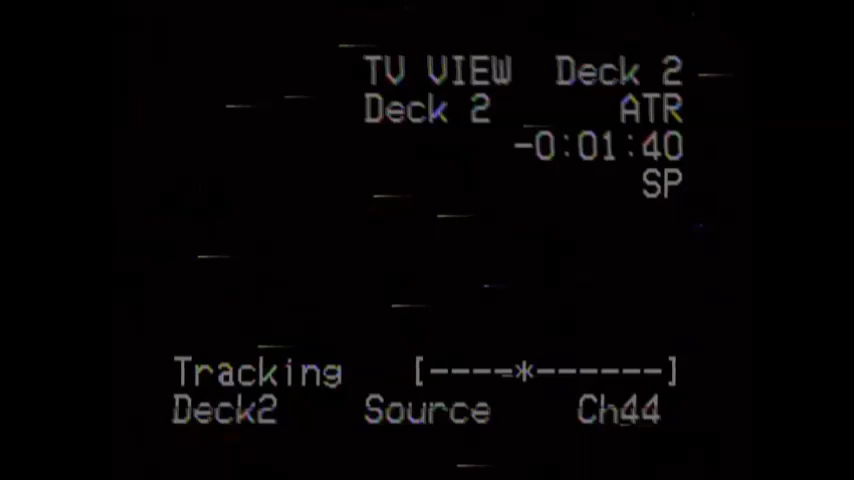 TV VIEW Deck 2
Deck 2 ATR
-0:01:40
SP
Tracking [----=*------]
Deck2 Source Ch44